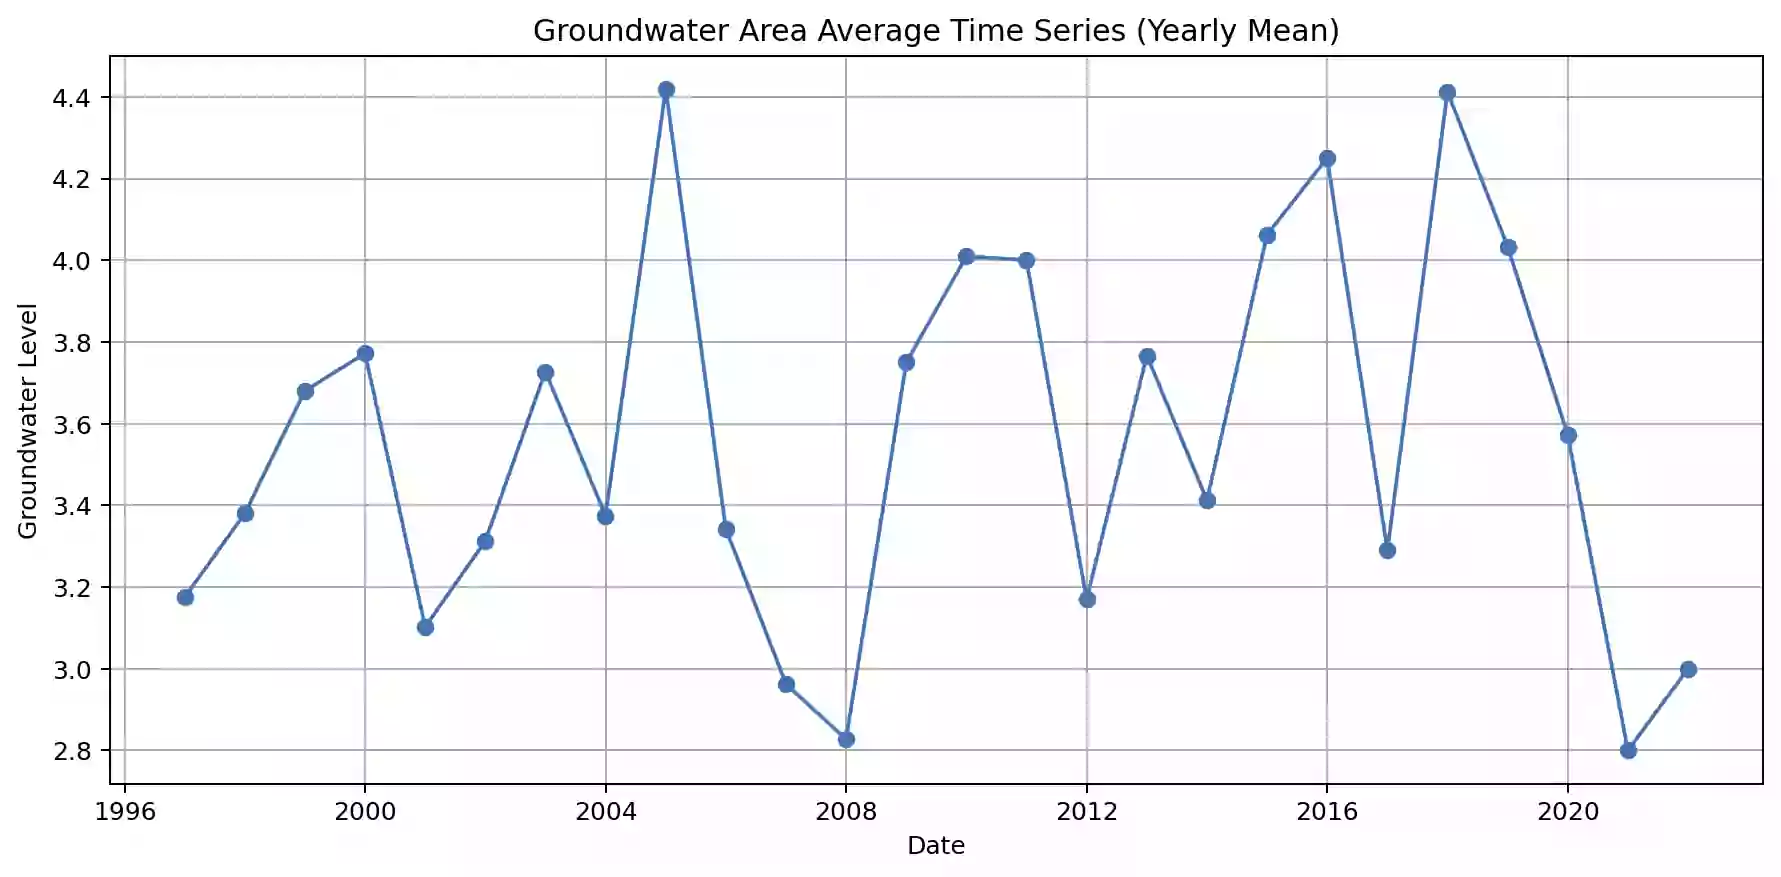 Groundwater Area Average Time Series (Yearly Mean)
Groundwater Level
4.4
4.2
4.0
3.8
3.6
3.4
3.2
3.0
2.8
1996 2000 2004 2008 2012 2016 2020
Date